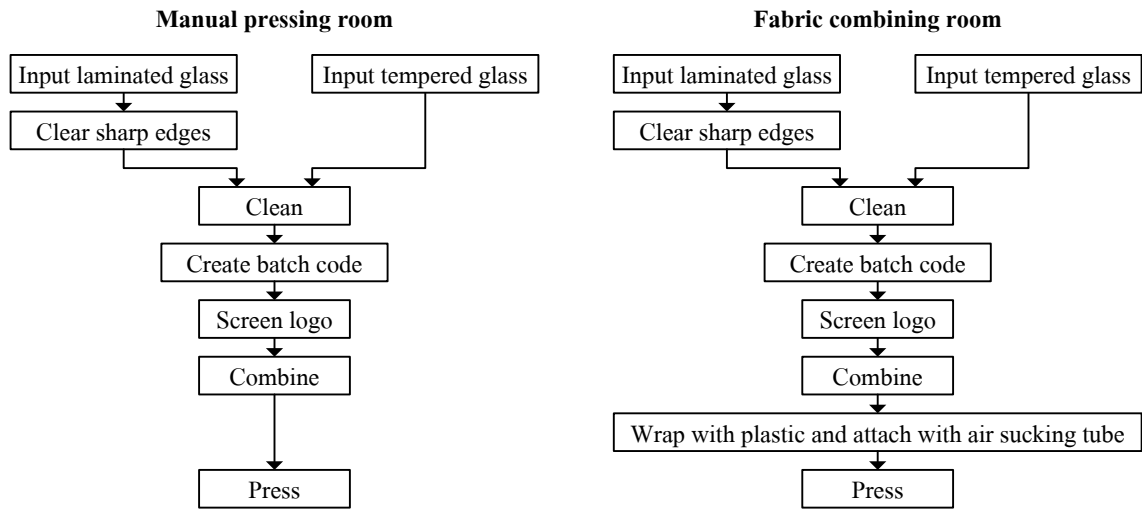 Manual pressing room
Input laminated glass
Input tempered glass
Clear sharp edges
Clean
Create batch code
Screen logo
Combine
Press
Fabric combining room
Input laminated glass
Input tempered glass
Clear sharp edges
Clean
Create batch code
Screen logo
Combine
Wrap with plastic and attach with air sucking tube
Press